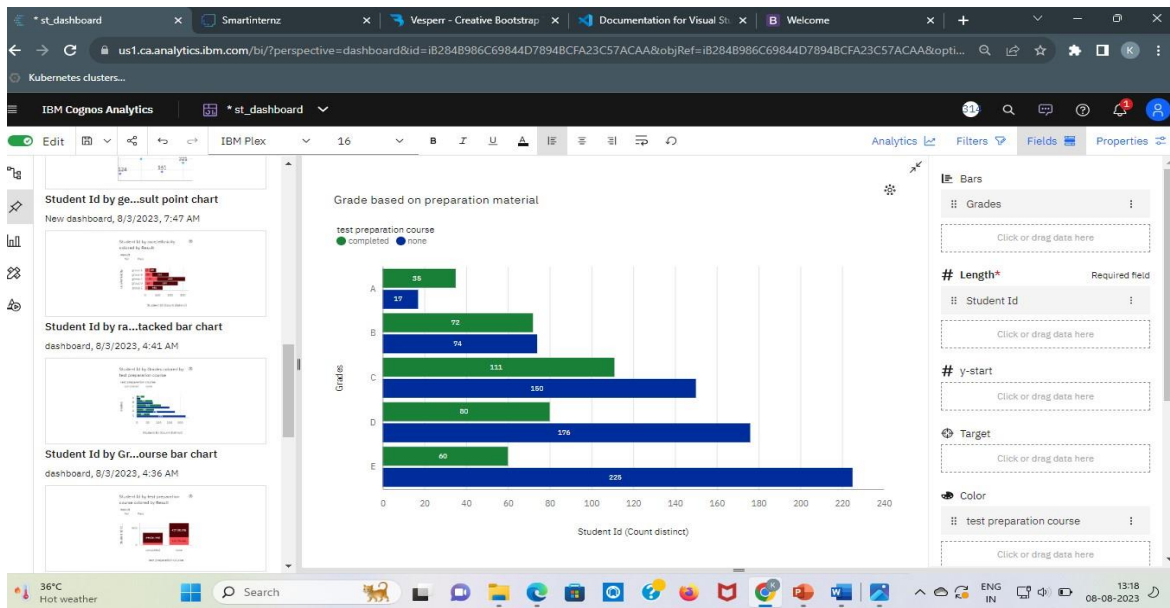 * st_dashboard
Smartinternz
Vesperr - Creative Bootstrap
Documentation for Visual Stu
B Welcome
us1.ca.analytics.ibm.com/bi/?perspective=dashboard&id=iB284B986C69844D7894BCFA23C57ACAA&objRef=iB284B986C69844D7894BCFA23C57ACAA&opti...
K
Kubernetes clusters...
IBM Cognos Analytics
* st_dashboard
1
Edit
IBM Plex
16
B I U A
Analytics
Filters
Fields
Properties
Student Id by ge...sult point chart
New dashboard, 8/3/2023, 7:47 AM
Student Id by ra...tacked bar chart
dashboard, 8/3/2023, 4:41 AM
Student Id by Gr...ourse bar chart
dashboard, 8/3/2023, 4:36 AM
Grade based on preparation material
test preparation course
completed none
Grades
A
35
17
B
72
74
C
111
150
D
80
176
E
60
225
0 20 40 60 80 100 120 140 160 180 200 220 240
Student Id (Count distinct)
Bars
Grades
Click or drag data here
# Length* Required field
Student Id
Click or drag data here
# y-start
Click or drag data here
Target
Click or drag data here
Color
test preparation course
Click or drag data here
36°C
Hot weather
Search
ENG
IN
13:18
08-08-2023